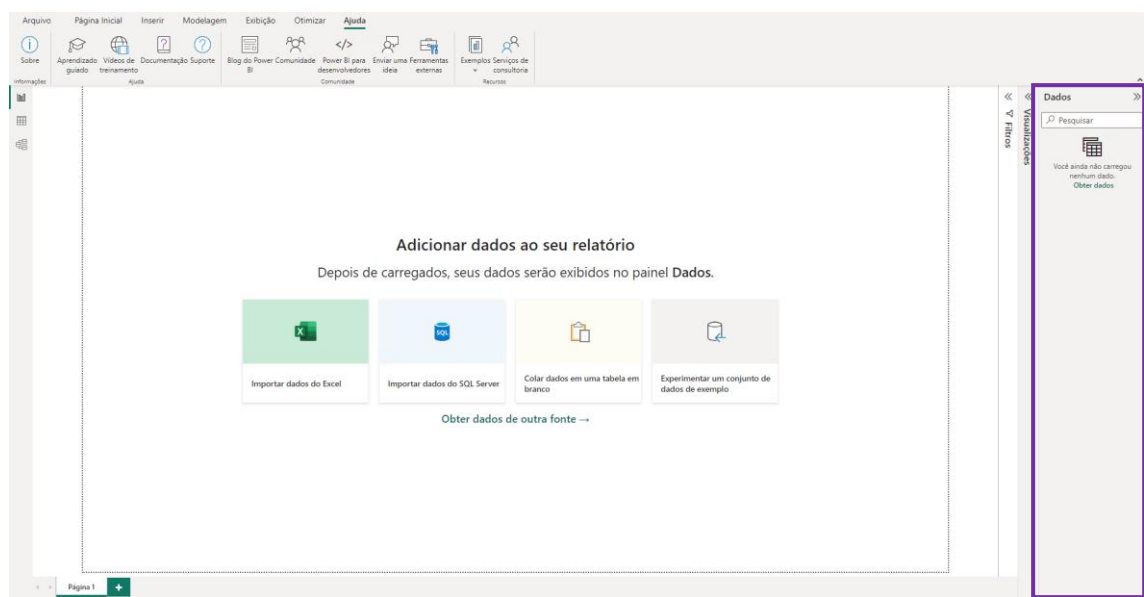 Arquivo Página Inicial Inserir Modelagem Exibição Otimizar Ajuda
Sobre
Aprendizado guiado
Vídeos de treinamento
Documentação
Suporte
Blog do Power BI
Comunidade
Power BI para desenvolvedores
Enviar uma ideia
Ferramentas externas
Exemplos
Serviços de consultoria
Informações Ajuda Comunidade Recursos
Filtros
Visualizações
Dados
Pesquisar
Você ainda não carregou
nenhum dado.
Obter dados
Adicionar dados ao seu relatório
Depois de carregados, seus dados serão exibidos no painel Dados.
SQL
Importar dados do Excel
Importar dados do SQL Server
Colar dados em uma tabela em
branco
Experimentar um conjunto de
dados de exemplo
Obter dados de outra fonte →
Página 1